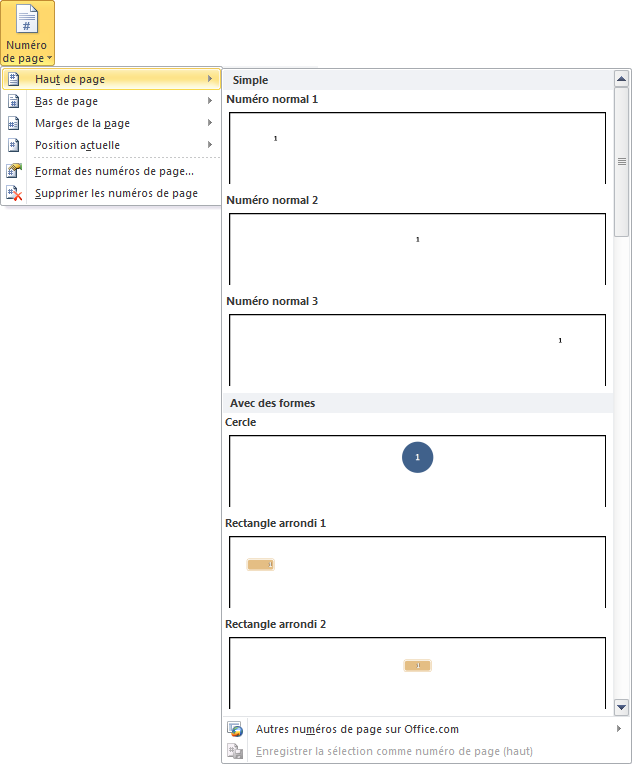 Numéro
de page
Haut de page
Bas de page
Marges de la page
Position actuelle
Format des numéros de page...
Supprimer les numéros de page
Simple
Numéro normal 1
1
Numéro normal 2
1
Numéro normal 3
1
Avec des formes
Cercle
1
Rectangle arrondi 1
1
Rectangle arrondi 2
1
Autres numéros de page sur Office.com
Enregistrer la sélection comme numéro de page (haut)